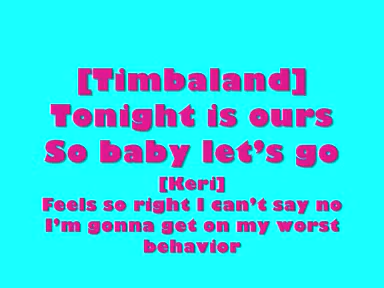 [Timbaland]
Tonight is ours
So baby let's go
[Keri]
Feels so right I can't say no
I'm gonna get on my worst
behavior